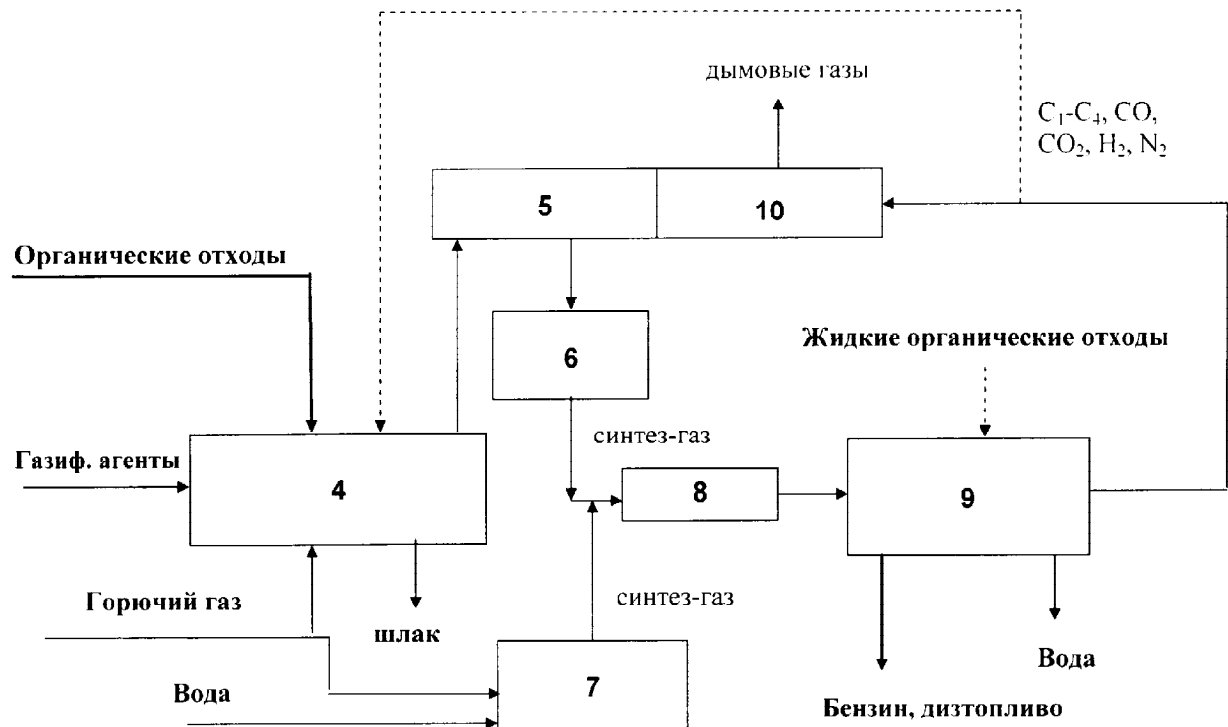 дымовые газы
C₁-C₄, CO,
CO₂, H₂, N₂
5
10
Органические отходы
6
Жидкие органические отходы
синтез-газ
Газиф. агенты
4
8
9
Горючий газ
синтез-газ
шлак
Вода
7
Вода
Бензин, дизтопливо